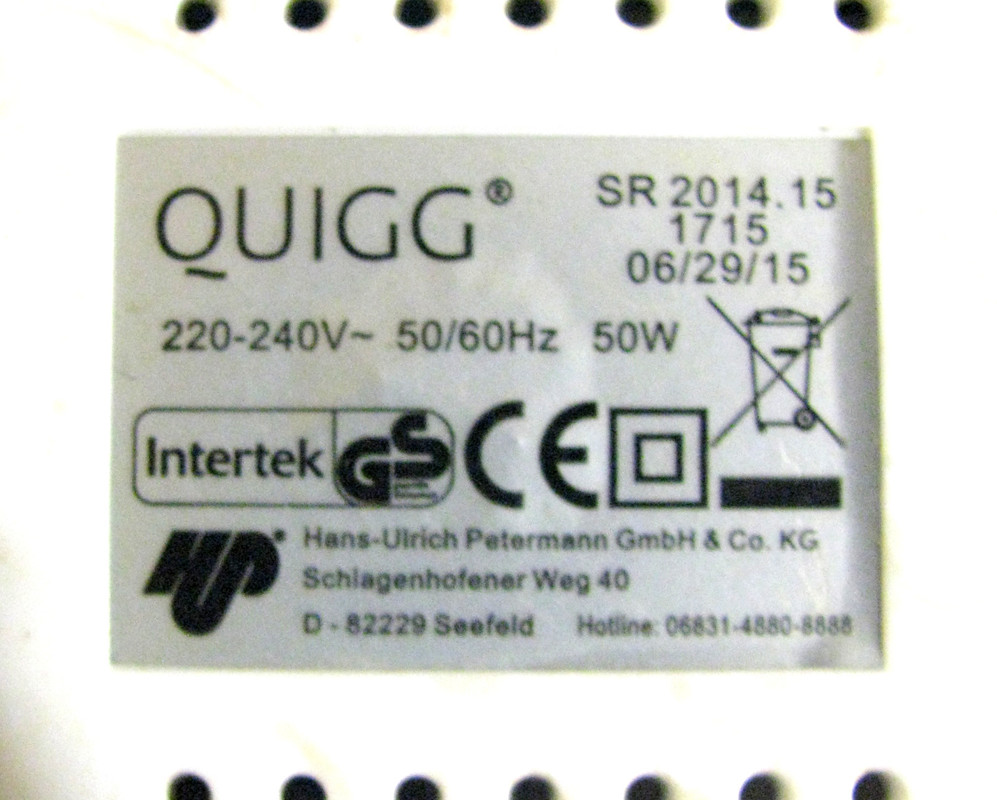 QUIGG®
SR 2014.15
1715
06/29/15
220-240V~ 50/60Hz 50W
Intertek GS CE
HUP® Hans-Ulrich Petermann GmbH & Co. KG
Schlagenhofener Weg 40
D - 82229 Seefeld Hotline: 06831-4880-8888